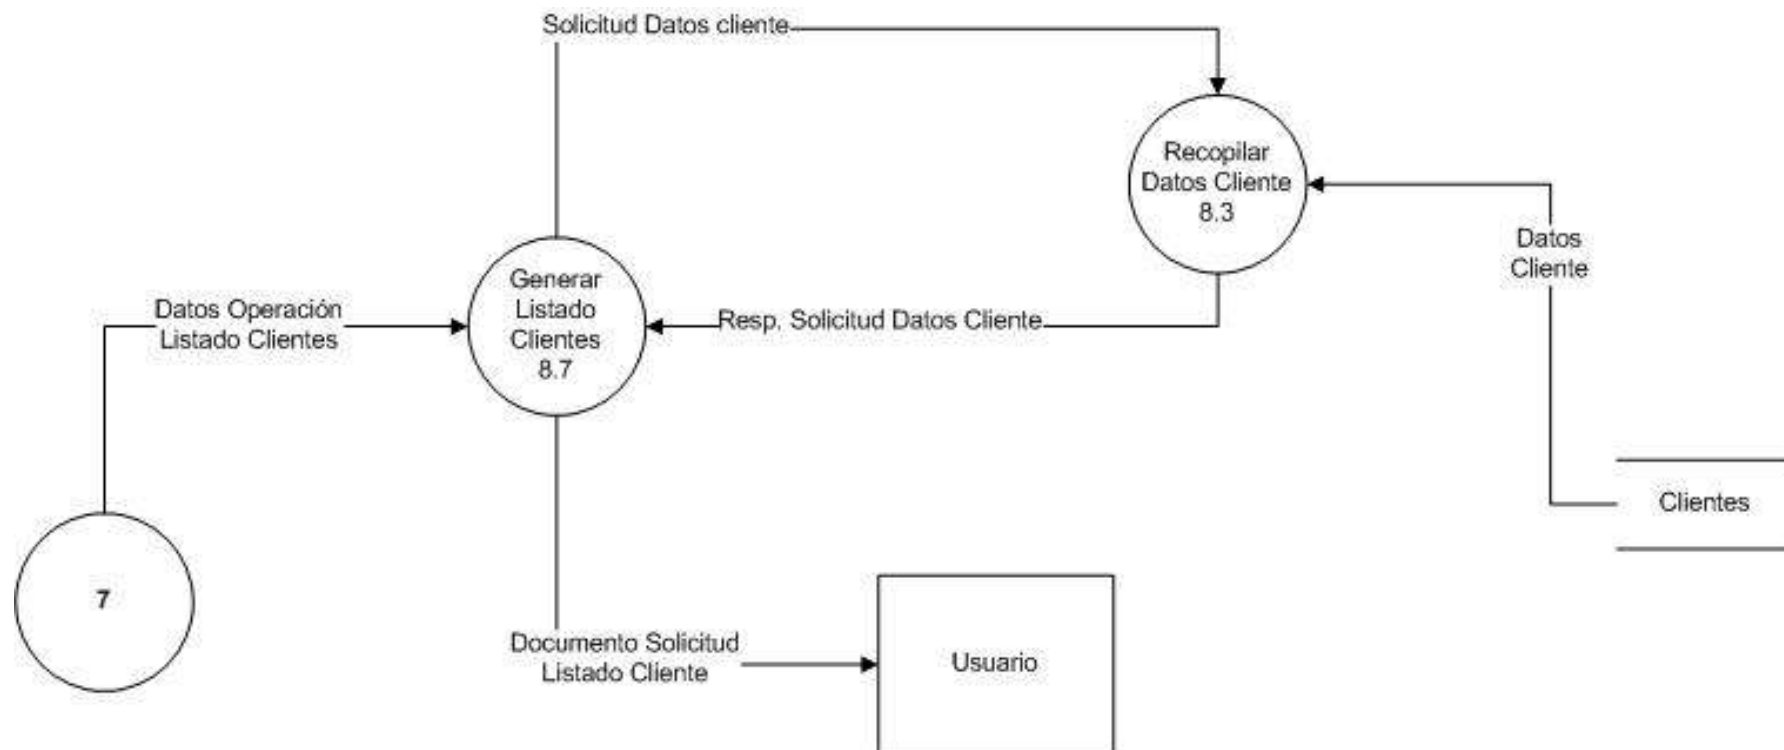 Solicitud Datos cliente
Recopilar
Datos Cliente
8.3
Datos
Cliente
Generar
Listado
Clientes
8.7
Datos Operación
Listado Clientes
Resp. Solicitud Datos Cliente
Clientes
7
Documento Solicitud
Listado Cliente
Usuario